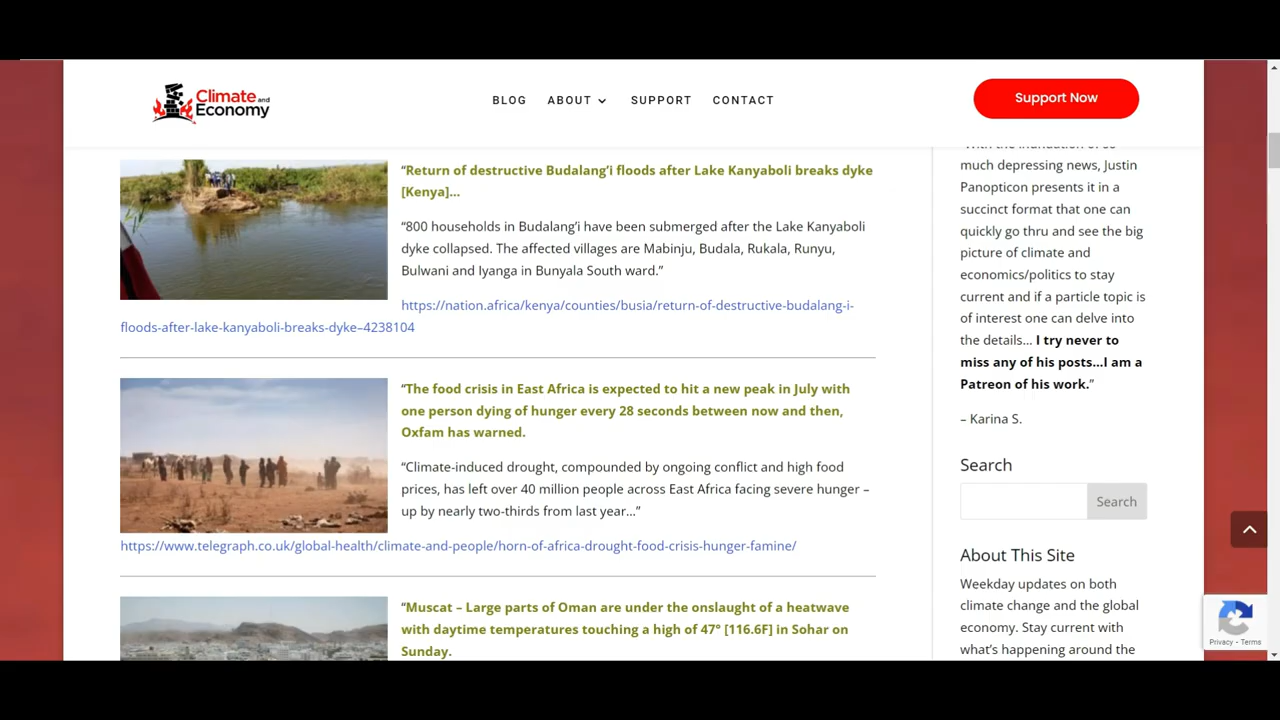 Climate and
Economy
BLOG ABOUT SUPPORT CONTACT
Support Now
“Return of destructive Budalang’i floods after Lake Kanyaboli breaks dyke
[Kenya]…
“800 households in Budalang’i have been submerged after the Lake Kanyaboli
dyke collapsed. The affected villages are Mabinju, Budala, Rukala, Runyu,
Bulwani and Iyanga in Bunyala South ward.”
https://nation.africa/kenya/counties/busia/return-of-destructive-budalang-i-
floods-after-lake-kanyaboli-breaks-dyke–4238104
“The food crisis in East Africa is expected to hit a new peak in July with
one person dying of hunger every 28 seconds between now and then,
Oxfam has warned.
“Climate-induced drought, compounded by ongoing conflict and high food
prices, has left over 40 million people across East Africa facing severe hunger –
up by nearly two-thirds from last year…”
https://www.telegraph.co.uk/global-health/climate-and-people/horn-of-africa-drought-food-crisis-hunger-famine/
“Muscat – Large parts of Oman are under the onslaught of a heatwave
with daytime temperatures touching a high of 47° [116.6F] in Sohar on
Sunday.
“With the inundation of so
much depressing news, Justin
Panopticon presents it in a
succinct format that one can
quickly go thru and see the big
picture of climate and
economics/politics to stay
current and if a particle topic is
of interest one can delve into
the details… I try never to
miss any of his posts…I am a
Patreon of his work.”
– Karina S.
Search
Search
About This Site
Weekday updates on both
climate change and the global
economy. Stay current with
what’s happening around the
Privacy - Terms